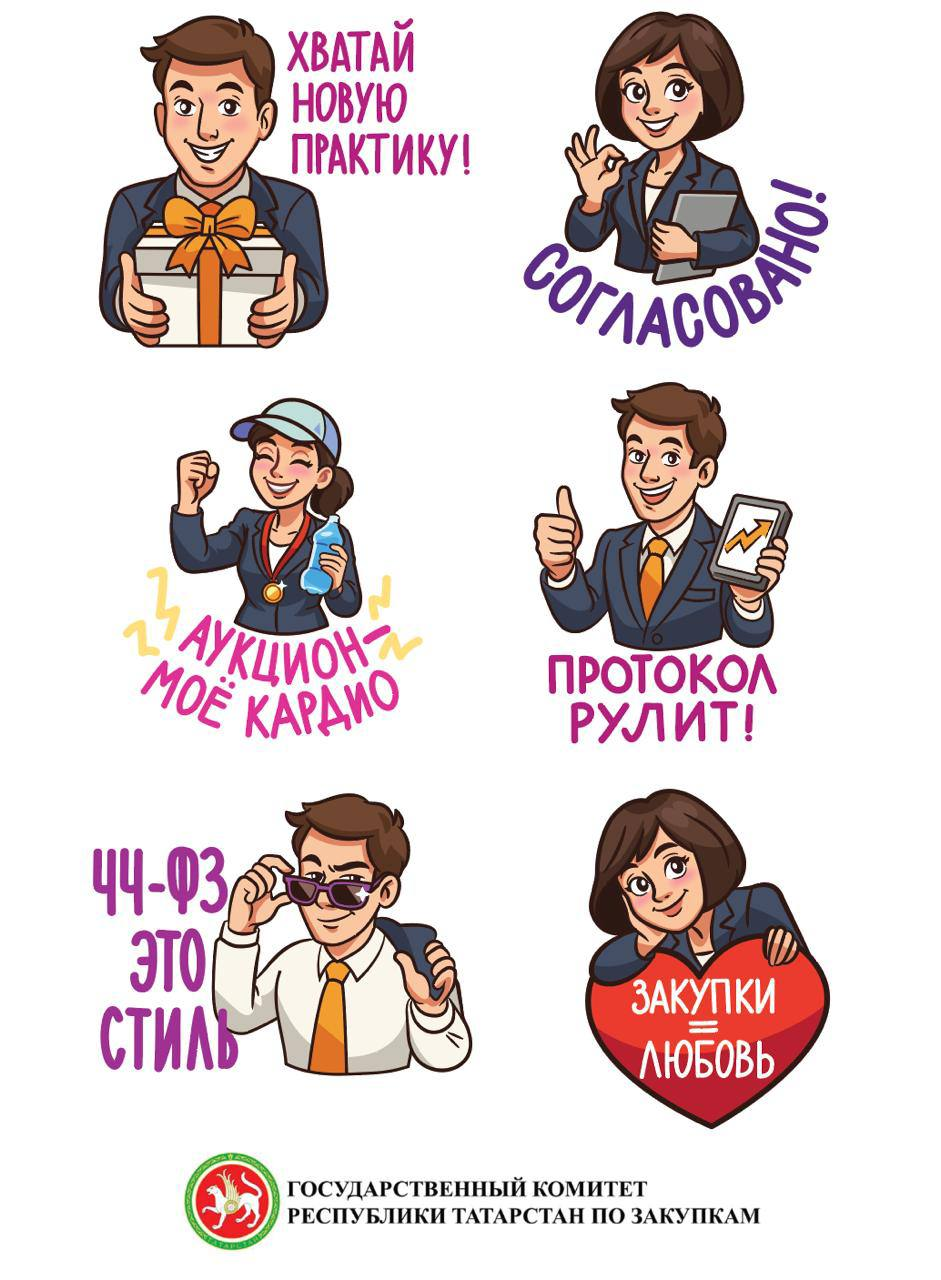 ХВАТАЙ
НОВУЮ
ПРАКТИКУ!
СОГЛАСОВАНО!
АУКЦИОН–
МОЁ КАРДИО
ПРОТОКОЛ
РУЛИТ!
44-ФЗ
ЭТО
СТИЛЬ
ЗАКУПКИ
=
ЛЮБОВЬ
ТАТАРСТАН
ГОСУДАРСТВЕННЫЙ КОМИТЕТ
РЕСПУБЛИКИ ТАТАРСТАН ПО ЗАКУПКАМ